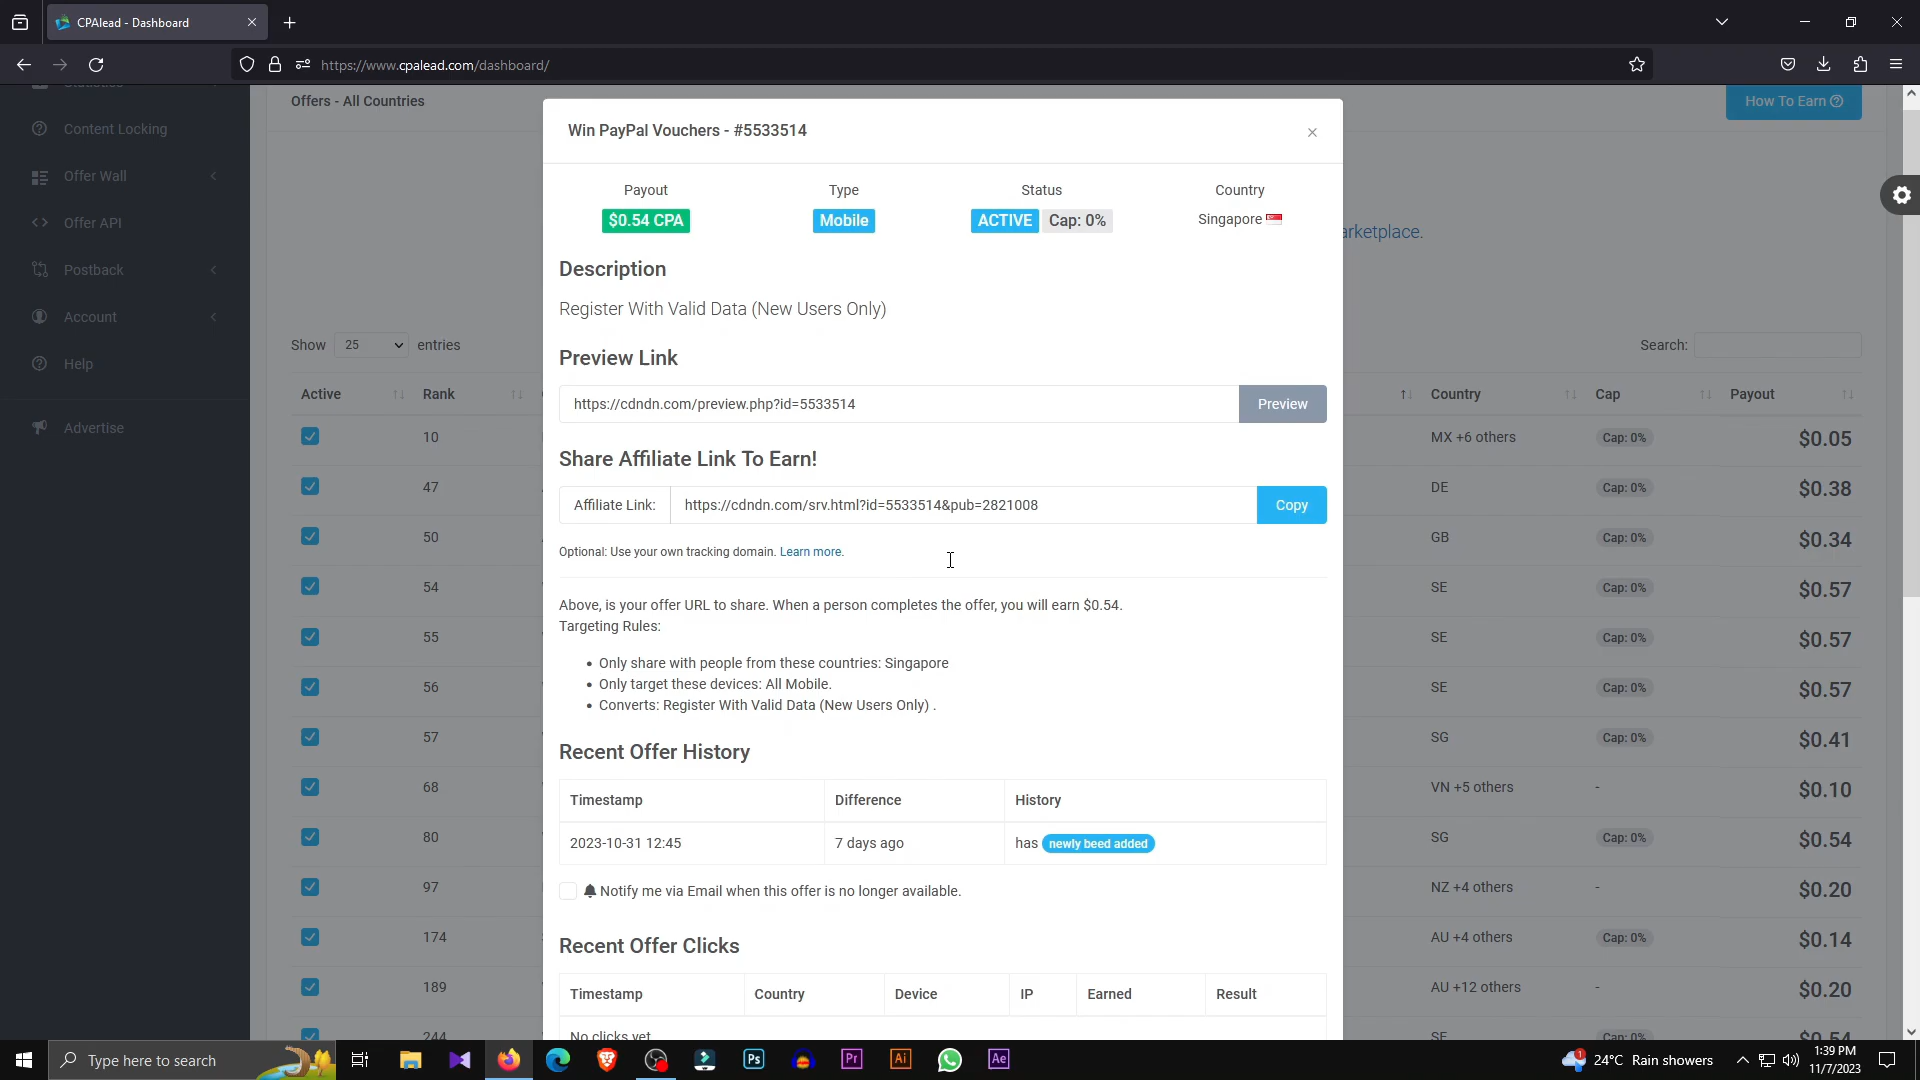 CPAlead - Dashboard
https://www.cpalead.com/dashboard/
Content Locking
Offer Wall
Offer API
Postback
Account
Help
Advertise
Offers - All Countries
How To Earn
arketplace.
Show 25 entries
Search:
Active Rank Country Cap Payout
10 MX +6 others Cap: 0% $0.05
47 DE Cap: 0% $0.38
50 GB Cap: 0% $0.34
54 SE Cap: 0% $0.57
55 SE Cap: 0% $0.57
56 SE Cap: 0% $0.57
57 SG Cap: 0% $0.41
68 VN +5 others - $0.10
80 SG Cap: 0% $0.54
97 NZ +4 others - $0.20
174 AU +4 others Cap: 0% $0.14
189 AU +12 others - $0.20
244 SE Cap: 0% $0.54
Win PayPal Vouchers - #5533514
Payout Type Status Country
$0.54 CPA Mobile ACTIVE Cap: 0% Singapore
Description
Register With Valid Data (New Users Only)
Preview Link
https://cdndn.com/preview.php?id=5533514 Preview
Share Affiliate Link To Earn!
Affiliate Link: https://cdndn.com/srv.html?id=5533514&pub=2821008 Copy
Optional: Use your own tracking domain. Learn more.
Above, is your offer URL to share. When a person completes the offer, you will earn $0.54.
Targeting Rules:
• Only share with people from these countries: Singapore
• Only target these devices: All Mobile.
• Converts: Register With Valid Data (New Users Only) .
Recent Offer History
Timestamp Difference History
2023-10-31 12:45 7 days ago has newly beed added
Notify me via Email when this offer is no longer available.
Recent Offer Clicks
Timestamp Country Device IP Earned Result
No clicks yet
Type here to search
Ps
Pr
Ai
Ae
1
24°C Rain showers
1:39 PM
11/7/2023